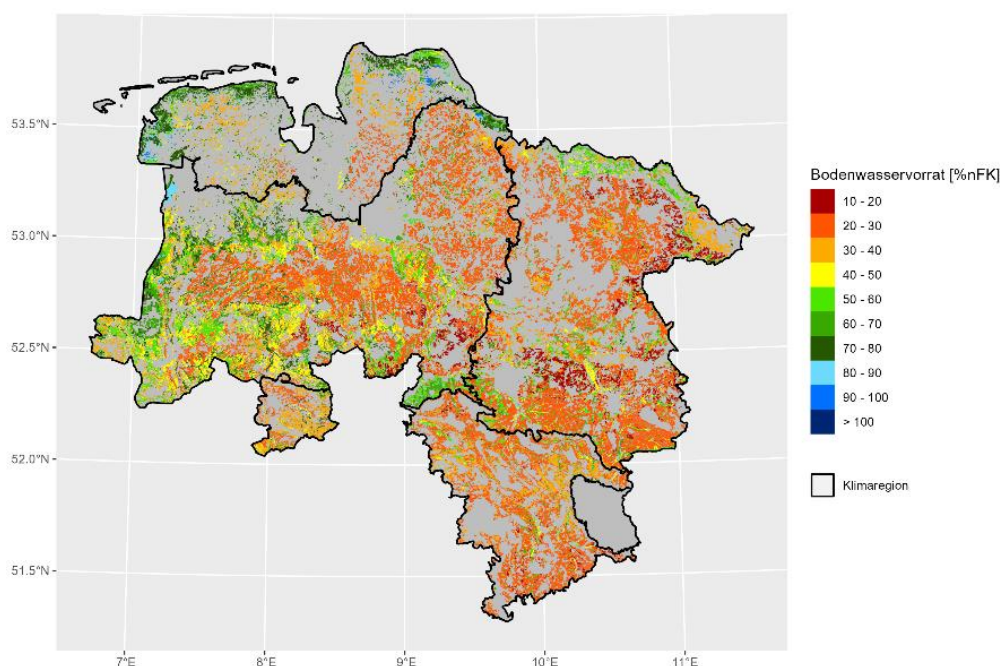 53.5°N
53.0°N
52.5°N
52.0°N
51.5°N
7°E
8°E
9°E
10°E
11°E
Bodenwasservorrat [%nFK]
10 - 20
20 - 30
30 - 40
40 - 50
50 - 60
60 - 70
70 - 80
80 - 90
90 - 100
> 100
Klimaregion